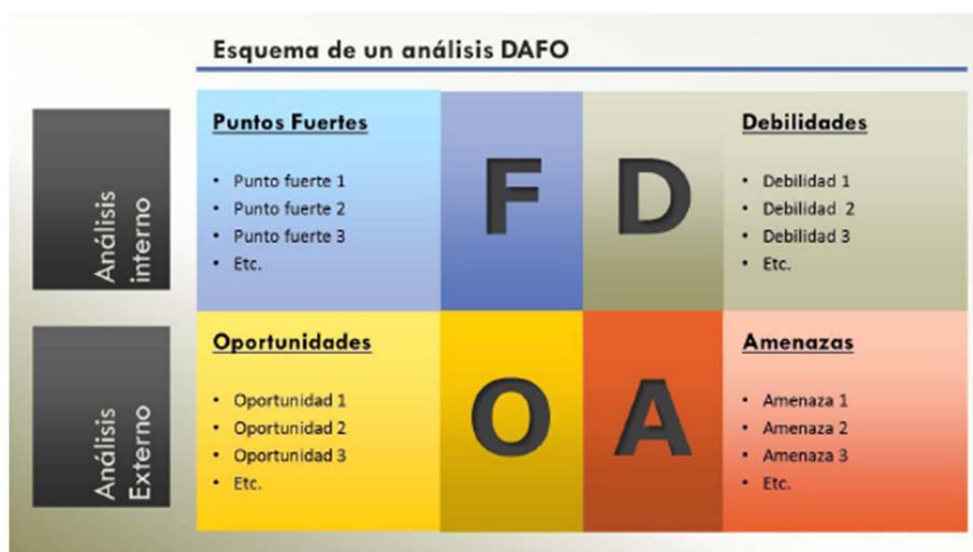 Esquema de un análisis DAFO
Análisis
interno
Puntos Fuertes
• Punto fuerte 1
• Punto fuerte 2
• Punto fuerte 3
• Etc.
F
D
Debilidades
• Debilidad 1
• Debilidad 2
• Debilidad 3
• Etc.
Análisis
Externo
Oportunidades
• Oportunidad 1
• Oportunidad 2
• Oportunidad 3
• Etc.
O
A
Amenazas
• Amenaza 1
• Amenaza 2
• Amenaza 3
• Etc.